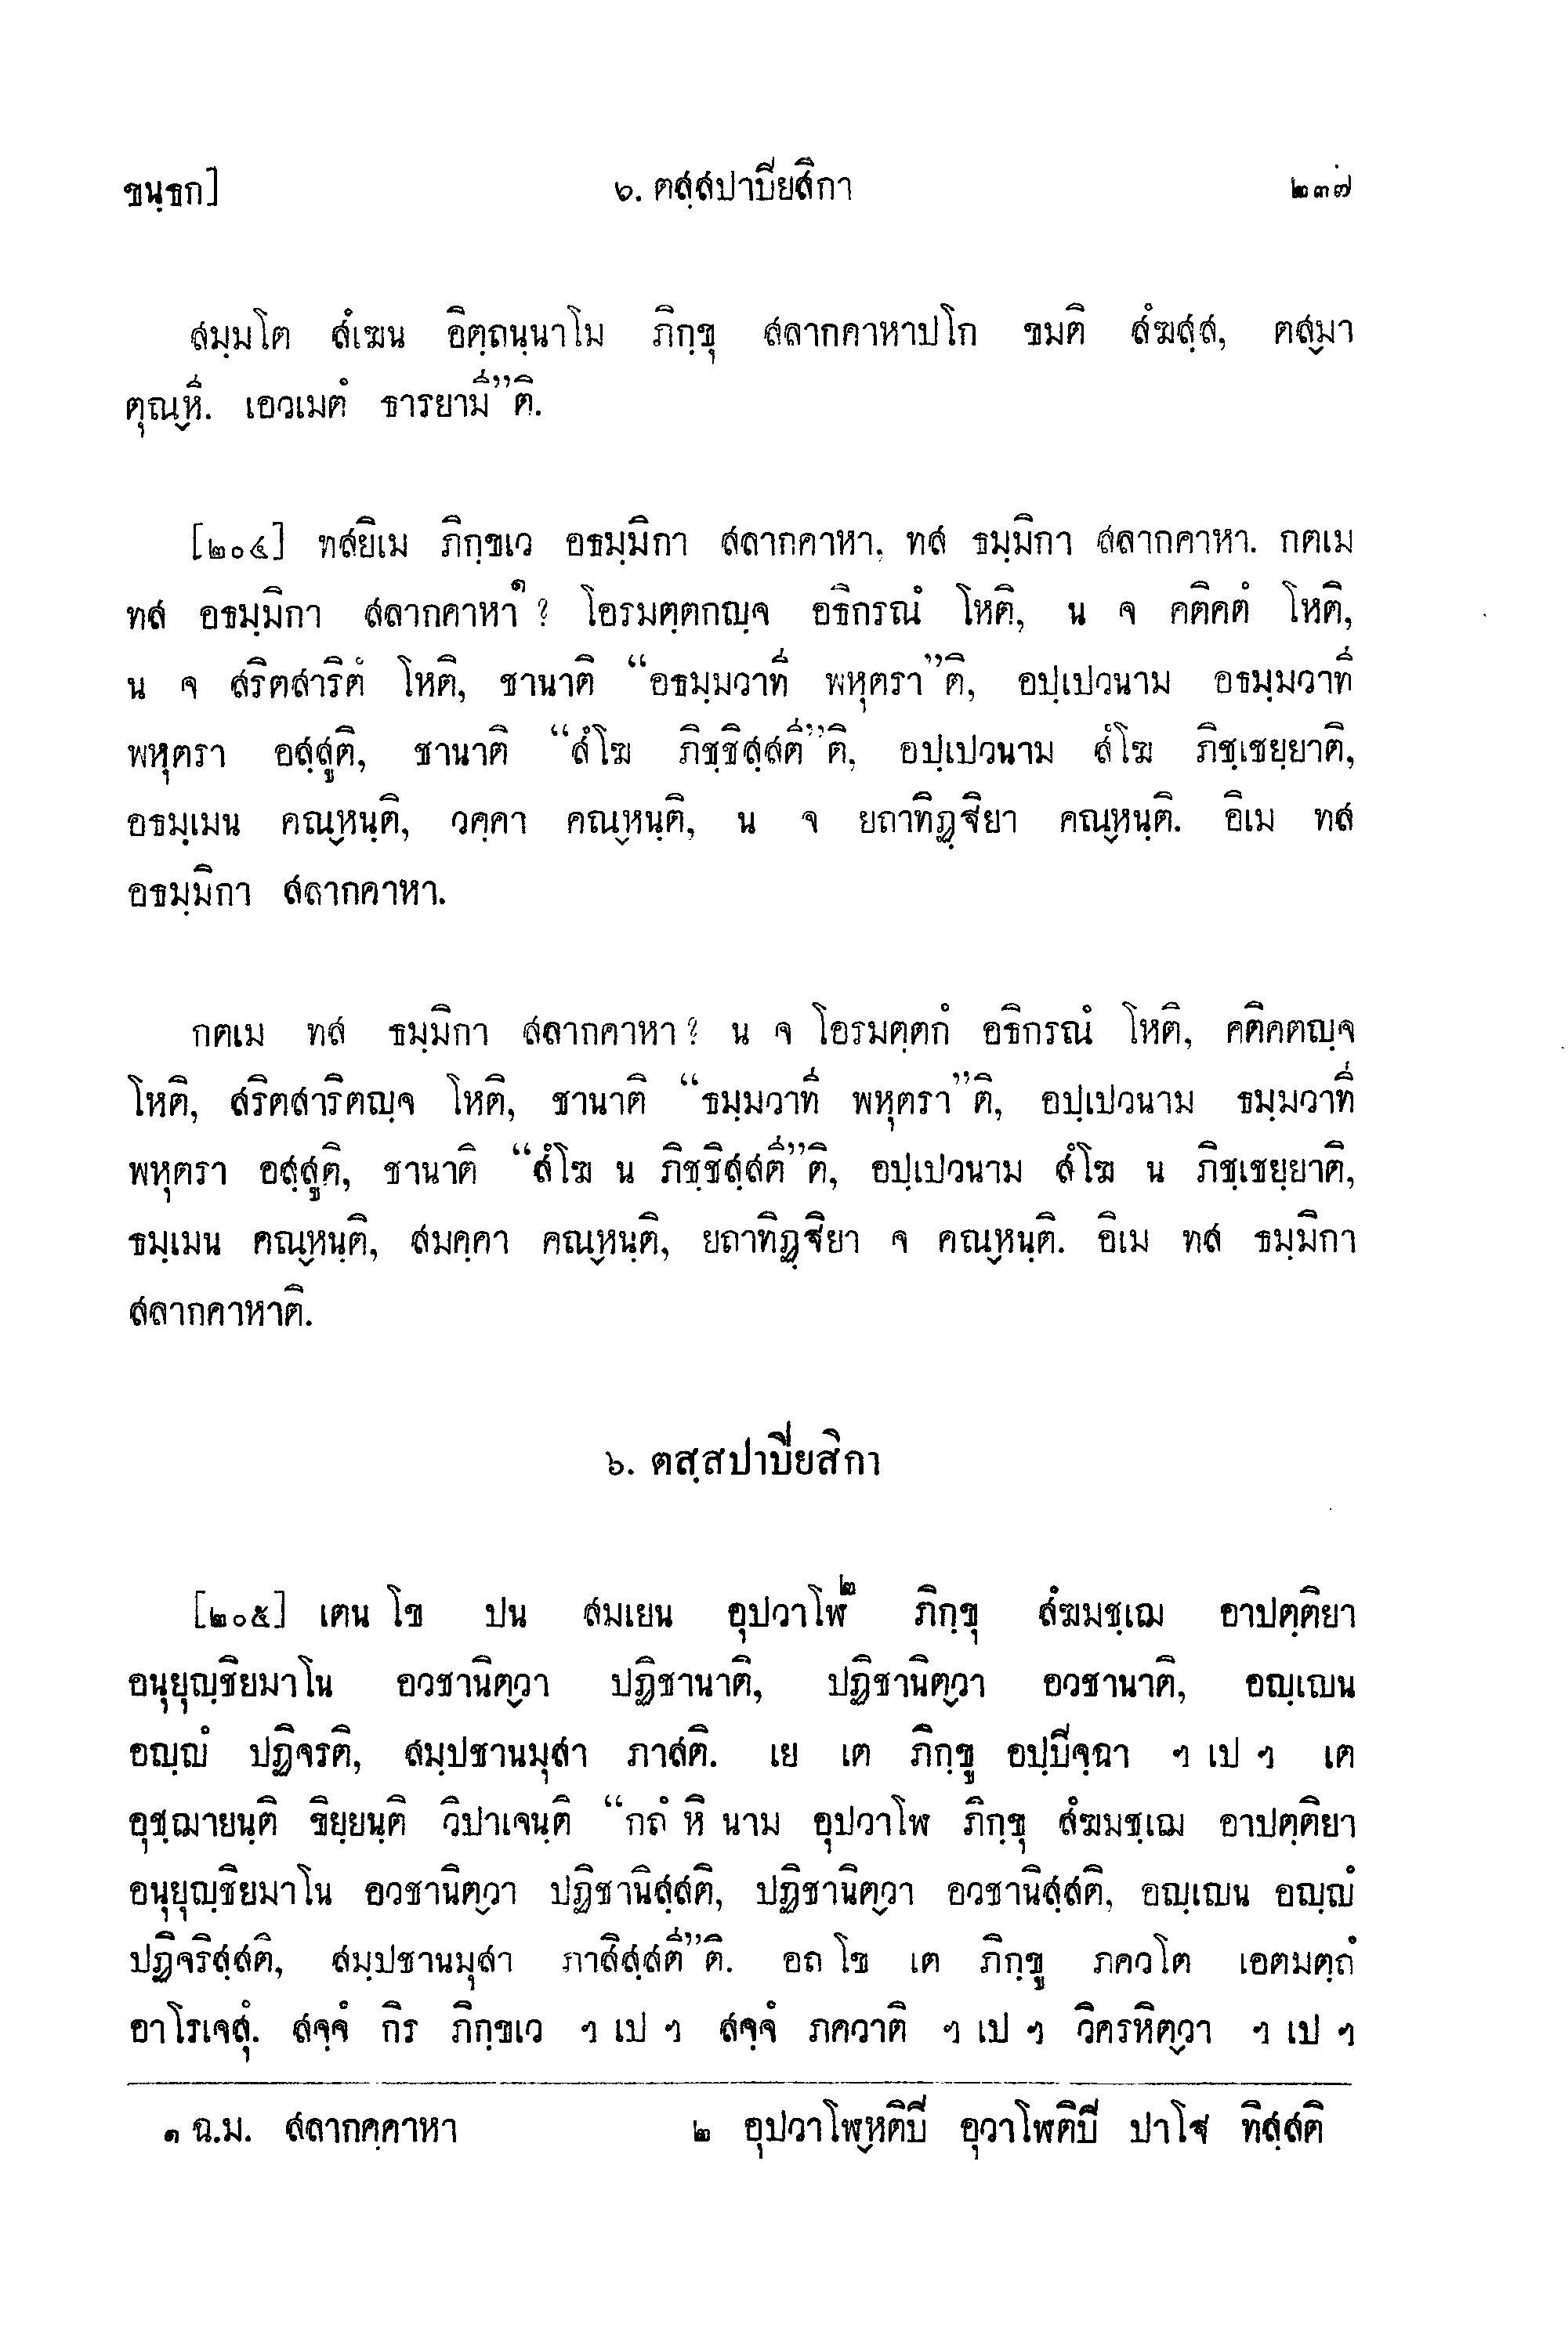 ขนฺธก]
๖. ตสฺสปาปิยสิกา
๒๓๗
สมฺมโต สํเฆน อิตฺถนฺนาโม ภิกฺขุ สลากคาหาปโก ขมติ สํฆสฺส, ตสฺมา
ตุณฺหี. เอวเมตํ ธารยามี”ติ.
[๒๐๔] ทสยิเม ภิกฺขเว อธมฺมิกา สลากคาหา, ทส ธมฺมิกา สลากคาหา. กตเม
ทส อธมฺมิกา สลากคาหา๑ ? โอรมตฺตกญฺจ อธิกรณํ โหติ, น จ คติคตํ โหติ,
น จ สริตสาริตํ โหติ, ชานาติ “อธมฺมวาที พหุตรา”ติ, อปฺเปวนาม อธมฺมวาที
พหุตรา อสฺสูติ, ชานาติ “สํโฆ ภิชฺชิสฺสตี”ติ, อปฺเปวนาม สํโฆ ภิชฺเชยฺยาติ,
อธมฺเมน คณฺหนฺติ, วคฺคา คณฺหนฺติ, น จ ยถาทิฏฺฐิยา คณฺหนฺติ. อิเม ทส
อธมฺมิกา สลากคาหา.
กตเม ทส ธมฺมิกา สลากคาหา ? น จ โอรมตฺตกํ อธิกรณํ โหติ, คติคตญฺจ
โหติ, สริตสาริตญฺจ โหติ, ชานาติ “ธมฺมวาที พหุตรา”ติ, อปฺเปวนาม ธมฺมวาที
พหุตรา อสฺสูติ, ชานาติ “สํโฆ น ภิชฺชิสฺสตี”ติ, อปฺเปวนาม สํโฆ น ภิชฺเชยฺยาติ,
ธมฺเมน คณฺหนฺติ, สมคฺคา คณฺหนฺติ, ยถาทิฏฺฐิยา จ คณฺหนฺติ. อิเม ทส ธมฺมิกา
สลากคาหาติ.
๖. ตสฺสปาปิยสิกา
[๒๐๕] เตน โข ปน สมเยน อุปวาโฬ๒ ภิกฺขุ สํฆมชฺเฌ อาปตฺติยา
อนุยุญฺชิยมาโน อวชานิตฺวา ปฏิชานาติ, ปฏิชานิตฺวา อวชานาติ, อญฺเญน
อญฺญํ ปฏิจรติ, สมฺปชานมุสา ภาสติ. เย เต ภิกฺขู อปฺปิจฺฉา ฯ เป ฯ เต
อุชฺฌายนฺติ ขิยฺยนฺติ วิปาเจนฺติ “กถํ หิ นาม อุปวาโฬ ภิกฺขุ สํฆมชฺเฌ อาปตฺติยา
อนุยุญฺชิยมาโน อวชานิตฺวา ปฏิชานิสฺสติ, ปฏิชานิตฺวา อวชานิสฺสติ, อญฺเญน อญฺญํ
ปฏิจริสฺสติ, สมฺปชานมุสา ภาสิสฺสตี”ติ. อถ โข เต ภิกฺขู ภควโต เอตมตฺถํ
อาโรเจสุํ. สจฺจํ กิร ภิกฺขเว ฯ เป ฯ สจฺจํ ภควาติ ฯ เป ฯ วิครหิตฺวา ฯ เป ฯ
๑ ฉ.ม. สลากคฺคาหา
๒ อุปวาโฬฺหติปิ อุวาโฬติปิ ปาโฐ ทิสฺสติ